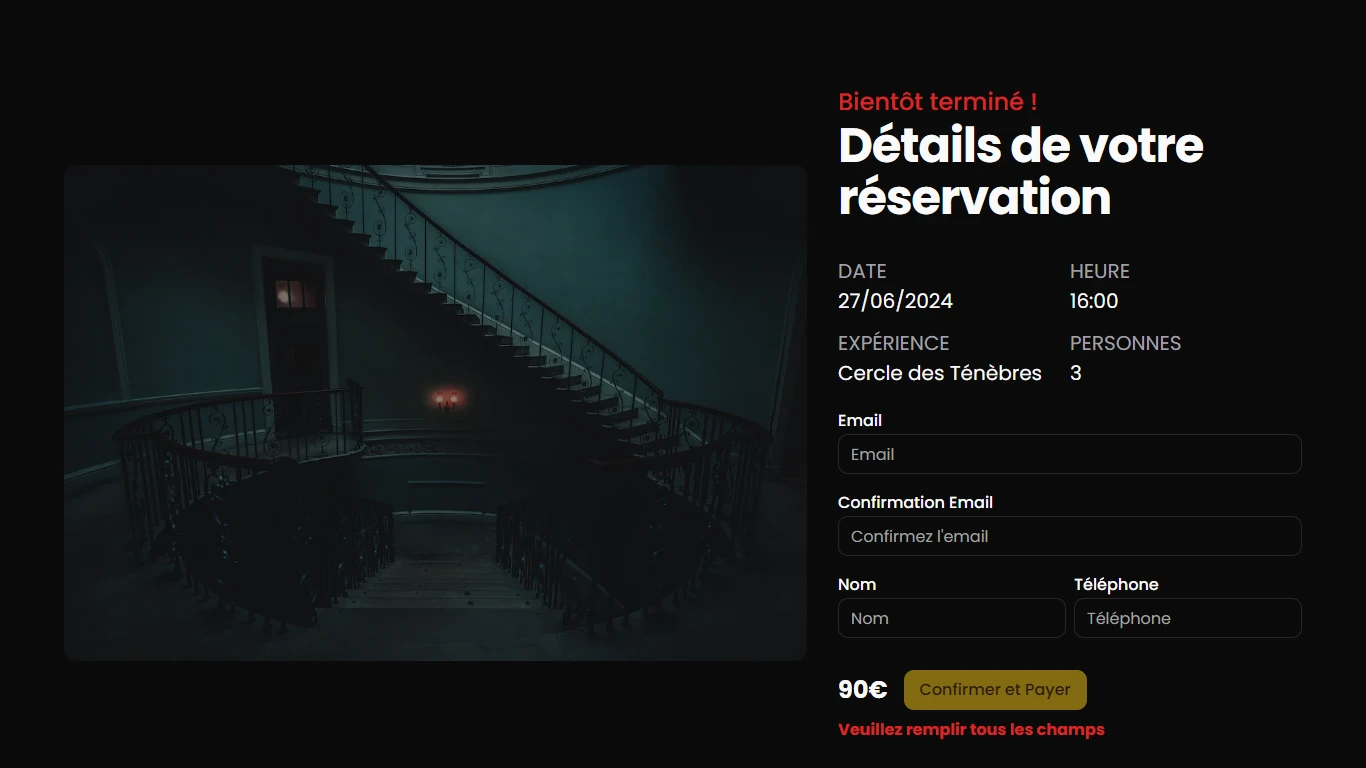 Bientôt terminé !
Détails de votre
réservation
DATE
27/06/2024
HEURE
16:00
EXPÉRIENCE
Cercle des Ténèbres
PERSONNES
3
Email
Email
Confirmation Email
Confirmez l'email
Nom
Nom
Téléphone
Téléphone
90€
Confirmer et Payer
Veuillez remplir tous les champs